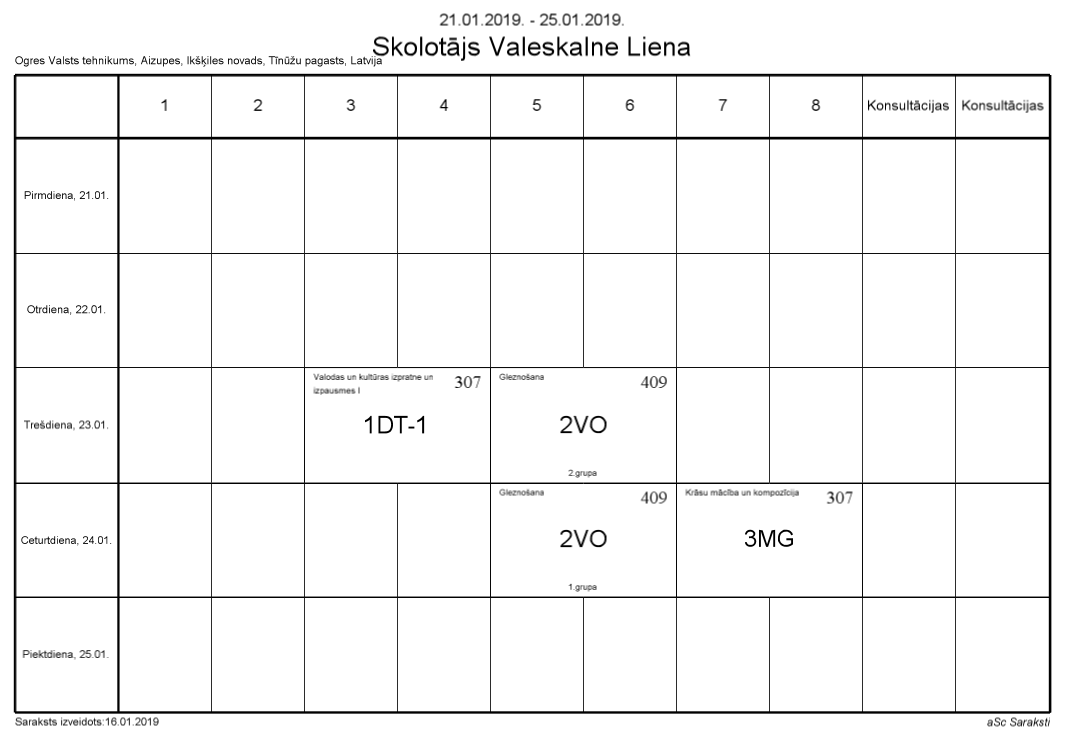 21.01.2019. - 25.01.2019.
Skolotājs Valeskalne Liena
Ogres Valsts tehnikums, Aizupes, Ikšķiles novads, Tīnūžu pagasts, Latvija
1 2 3 4 5 6 7 8 Konsultācijas Konsultācijas
Pirmdiena, 21.01.
Otrdiena, 22.01.
Trešdiena, 23.01.
Valodas un kultūras izpratne un
izpausmes I
307
1DT-1
Gleznošana
409
2VO
2.grupa
Ceturtdiena, 24.01.
Gleznošana
409
2VO
1.grupa
Krāsu mācība un kompozīcija
307
3MG
Piektdiena, 25.01.
Saraksts izveidots:16.01.2019
aSc Saraksti